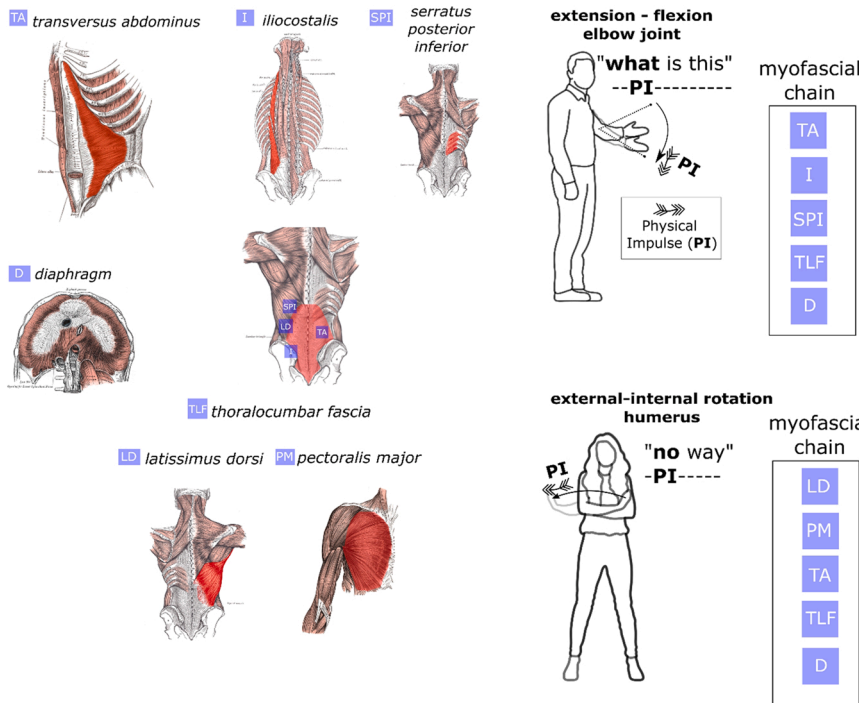 TA transversus abdominus
I iliocostalis
SPI serratus
posterior
inferior
D diaphragm
SPI
LD
TA
I
TLF thoralocumbar fascia
LD latissimus dorsi
PM pectoralis major
extension - flexion
elbow joint
"what is this"
--PI---------
PI
Physical
Impulse (PI)
myofascial
chain
TA
I
SPI
TLF
D
external-internal rotation
humerus
"no way"
-PI-----
PI
myofascia
chain
LD
PM
TA
TLF
D